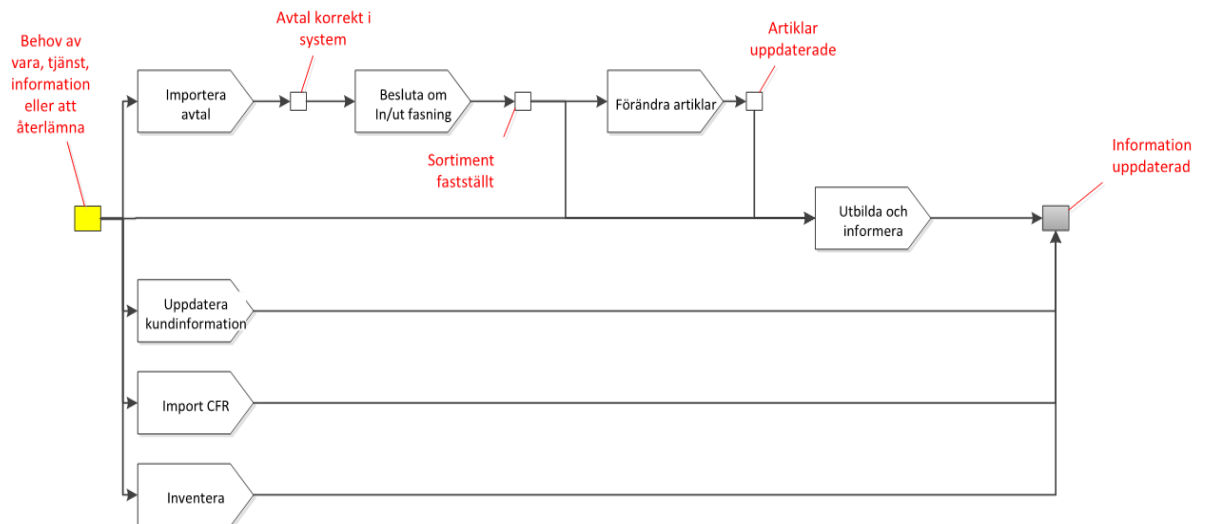 Behov av
vara, tjänst,
information
eller att
återlämna
Avtal korrekt i
system
Artiklar
uppdaterade
Importera
avtal
Besluta om
In/ut fasning
Förändra artiklar
Sortiment
fastställt
Information
uppdaterad
Utbilda och
informera
Uppdatera
kundinformation
Import CFR
Inventera